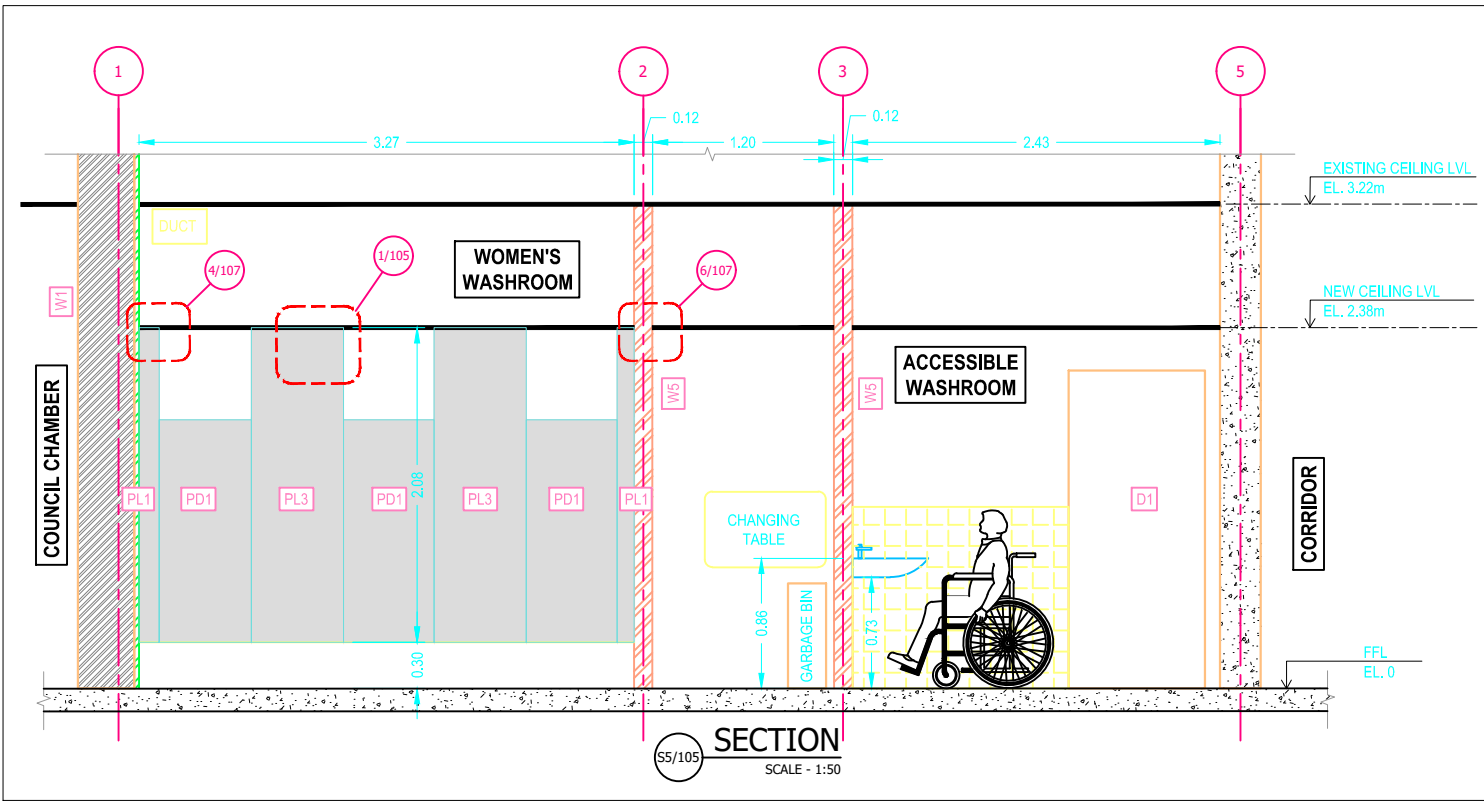 1
2
3
5
0.12
0.12
3.27
1.20
2.43
EXISTING CEILING LVL
EL. 3.22m
DUCT
4/107
1/105
WOMEN'S
WASHROOM
6/107
W1
NEW CEILING LVL
EL. 2.38m
COUNCIL CHAMBER
W5
W5
ACCESSIBLE
WASHROOM
PL1
PD1
PL3
PD1
PL3
PD1
PL1
2.08
D1
CORRIDOR
CHANGING
TABLE
0.86
GARBAGE BIN
0.73
0.30
FFL
EL. 0
S5/105
SECTION
SCALE - 1:50